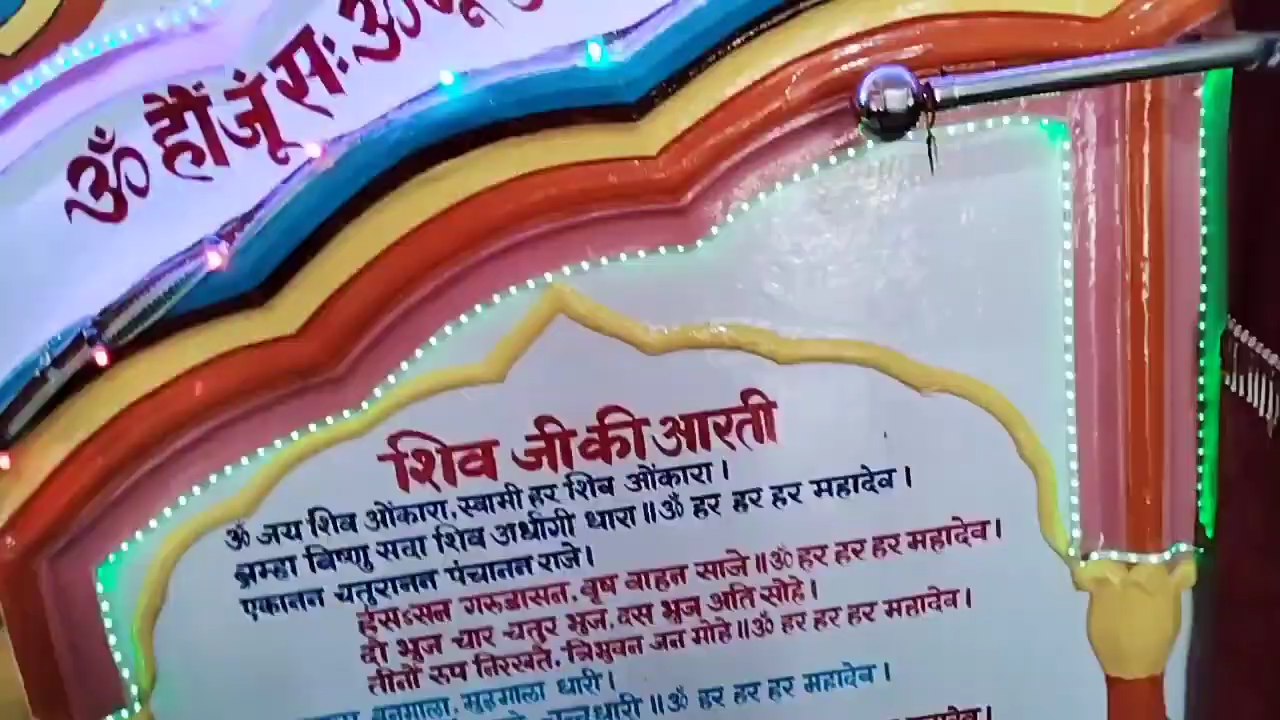 ॐ हौं जूं सः ॐ
शिव जी की आरती
ॐ जय शिव ओंकारा, स्वामी हर शिव ओंकारा।
ब्रम्हा विष्णु सदा शिव अर्धांगी धारा॥ॐ हर हर हर महादेव।
एकानन चतुरानन पंचानन राजे।
हंसाःसन गरुडासन, वृष वाहन साजे॥ॐ हर हर हर महादेव।
दो भुज चार चतुर भुज, दस भुज अति सोहे।
तीनों रुप निरखते, त्रिभुवन जन मोहे॥ॐ हर हर हर महादेव।
बनमाला, मुडमाला धारी।
धारी॥ॐ हर हर हर महादेव।
महादेव।